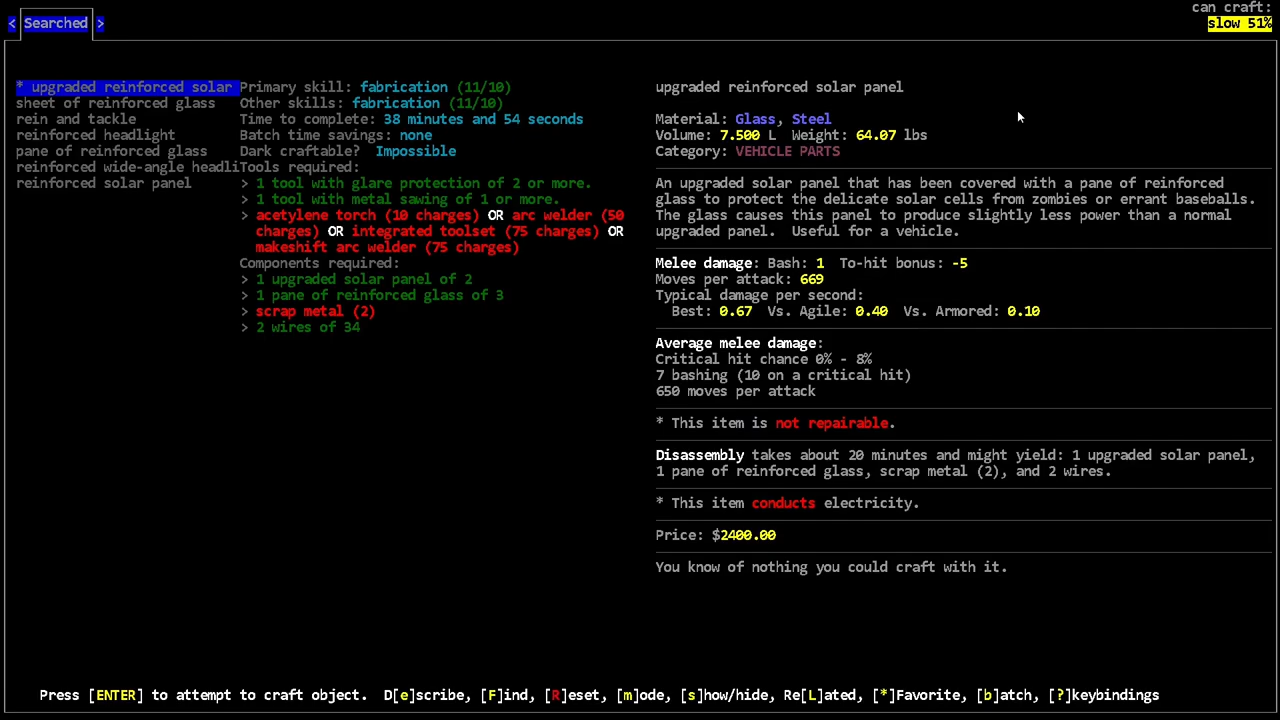 can craft:
< Searched >
slow 51%
* upgraded reinforced solar
sheet of reinforced glass
rein and tackle
reinforced headlight
pane of reinforced glass
reinforced wide-angle headli
reinforced solar panel
Primary skill: fabrication (11/10)
Other skills: fabrication (11/10)
Time to complete: 38 minutes and 54 seconds
Batch time savings: none
Dark craftable?  Impossible
Tools required:
> 1 tool with glare protection of 2 or more.
> 1 tool with metal sawing of 1 or more.
> acetylene torch (10 charges) OR arc welder (50
charges) OR integrated toolset (75 charges) OR
makeshift arc welder (75 charges)
Components required:
> 1 upgraded solar panel of 2
> 1 pane of reinforced glass of 3
> scrap metal (2)
> 2 wires of 34
upgraded reinforced solar panel
Material: Glass, Steel
Volume: 7.500 L  Weight: 64.07 lbs
Category: VEHICLE PARTS
An upgraded solar panel that has been covered with a pane of reinforced
glass to protect the delicate solar cells from zombies or errant baseballs.
The glass causes this panel to produce slightly less power than a normal
upgraded panel.  Useful for a vehicle.
Melee damage: Bash: 1  To-hit bonus: -5
Moves per attack: 669
Typical damage per second:
Best: 0.67  Vs. Agile: 0.40  Vs. Armored: 0.10
Average melee damage:
Critical hit chance 0% - 8%
7 bashing (10 on a critical hit)
650 moves per attack
* This item is not repairable.
Disassembly takes about 20 minutes and might yield: 1 upgraded solar panel,
1 pane of reinforced glass, scrap metal (2), and 2 wires.
* This item conducts electricity.
Price: $2400.00
You know of nothing you could craft with it.
Press [ENTER] to attempt to craft object.  D[e]scribe, [F]ind, [R]eset, [m]ode, [s]how/hide, Re[L]ated, [*]Favorite, [b]atch, [?]keybindings